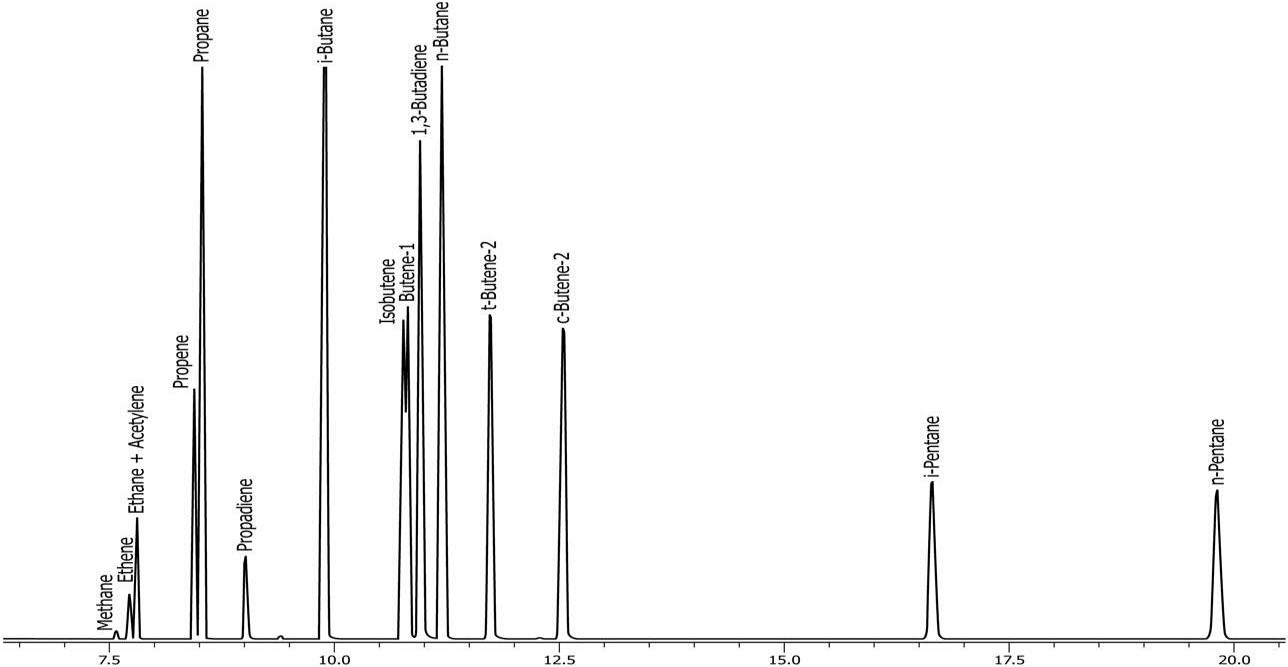 Methane
Ethene
Ethane + Acetylene
Propene
Propane
Propadiene
i-Butane
Isobutene
Butene-1
1,3-Butadiene
n-Butane
t-Butene-2
c-Butene-2
i-Pentane
n-Pentane
7.5 10.0 12.5 15.0 17.5 20.0